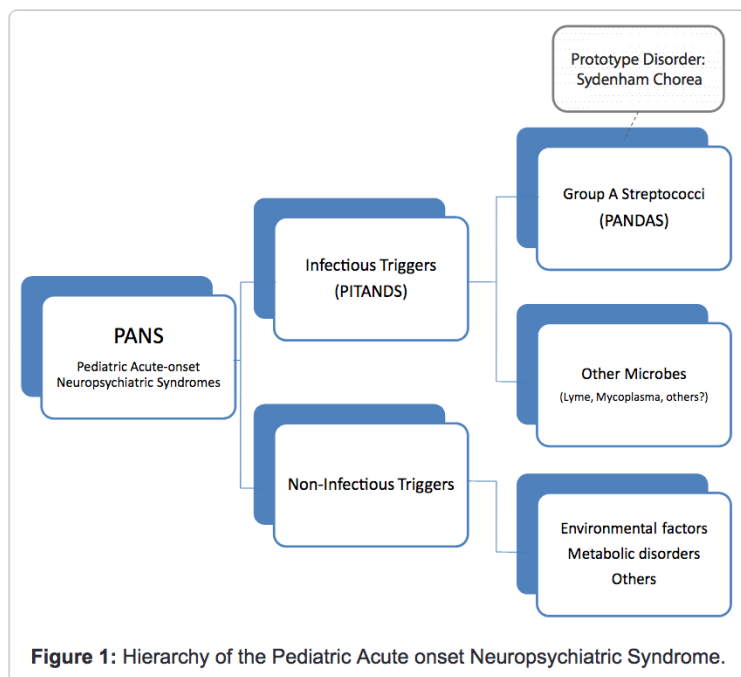 Prototype Disorder:
Sydenham Chorea
Group A Streptococci
(PANDAS)
Infectious Triggers
(PITANDS)
PANS
Pediatric Acute-onset
Neuropsychiatric Syndromes
Other Microbes
(Lyme, Mycoplasma, others?)
Non-Infectious Triggers
Environmental factors
Metabolic disorders
Others
Figure 1: Hierarchy of the Pediatric Acute onset Neuropsychiatric Syndrome.